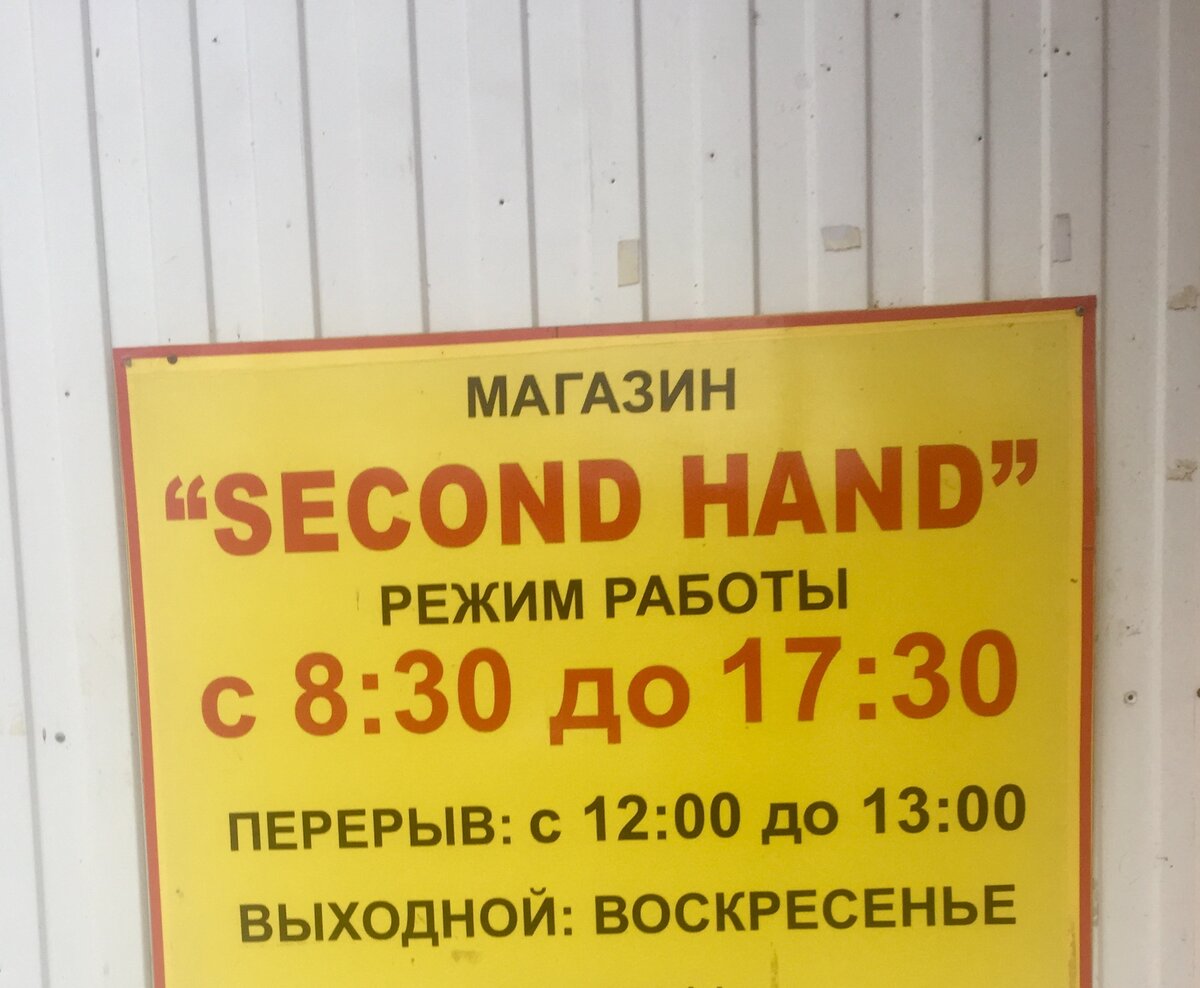 МАГАЗИН
“SECOND HAND”
РЕЖИМ РАБОТЫ
с 8:30 до 17:30
ПЕРЕРЫВ: с 12:00 до 13:00
ВЫХОДНОЙ: ВОСКРЕСЕНЬЕ